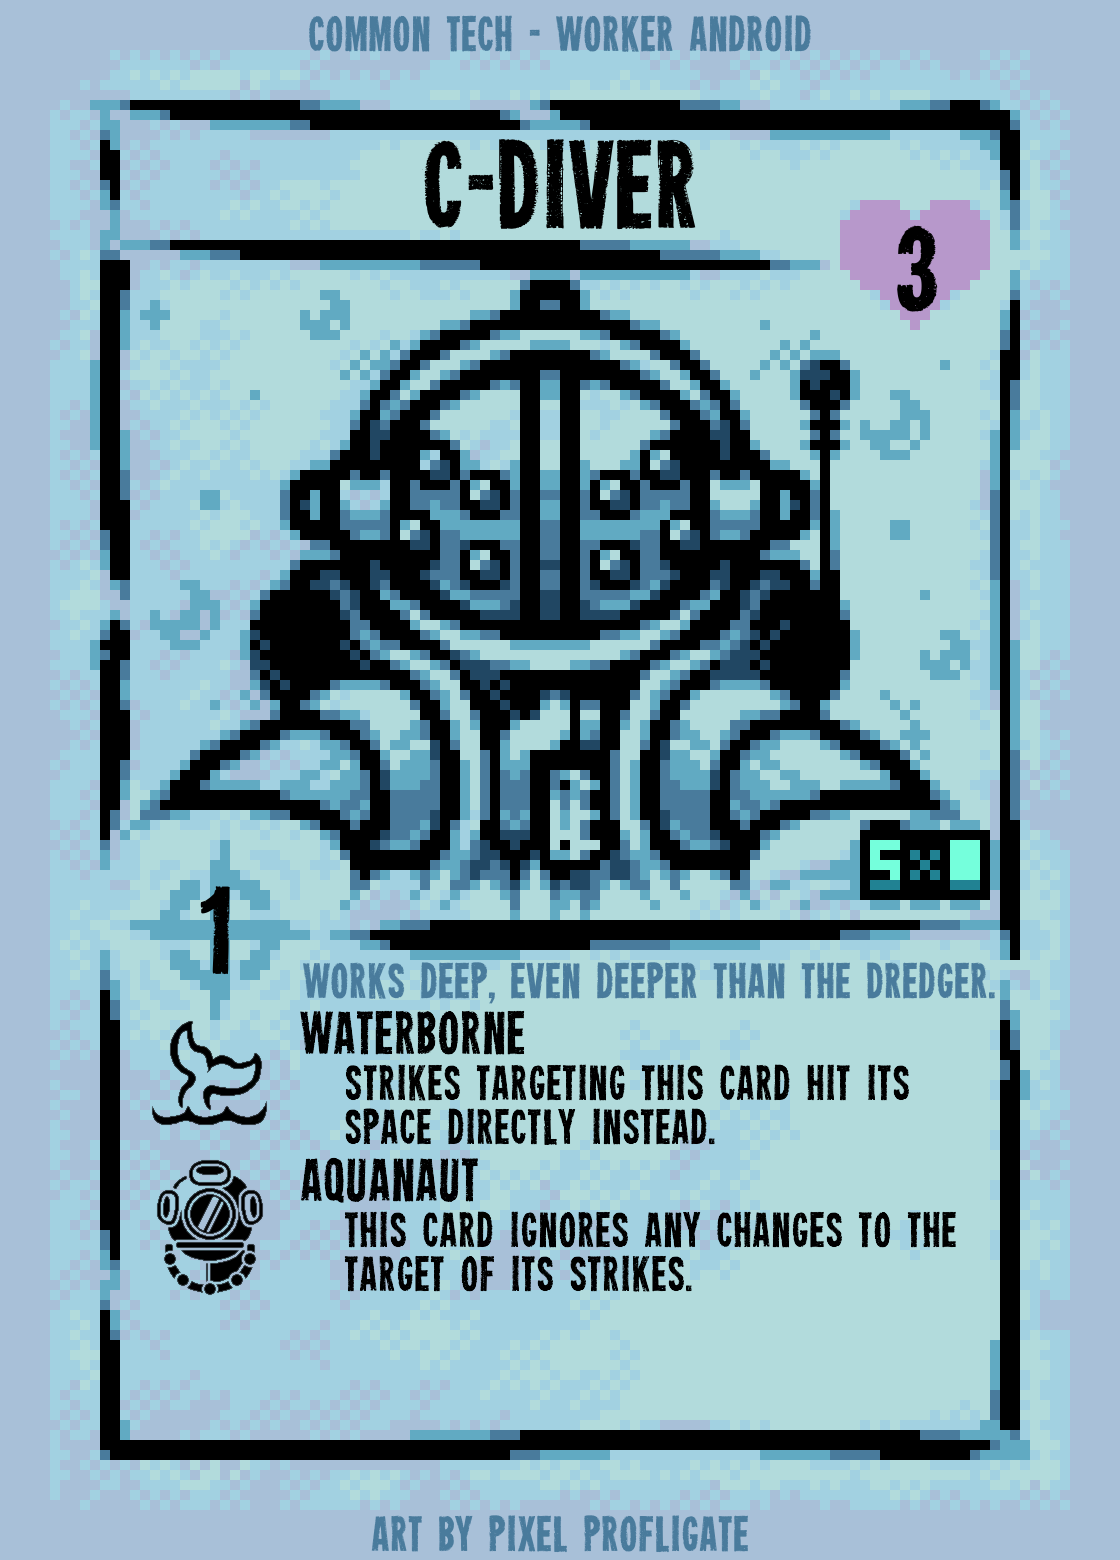 COMMON TECH - WORKER ANDROID
C-DIVER
3
5
1
WORKS DEEP, EVEN DEEPER THAN THE DREDGER.
WATERBORNE
STRIKES TARGETING THIS CARD HIT ITS
SPACE DIRECTLY INSTEAD.
AQUANAUT
THIS CARD IGNORES ANY CHANGES TO THE
TARGET OF ITS STRIKES.
ART BY PIXEL PROFLIGATE